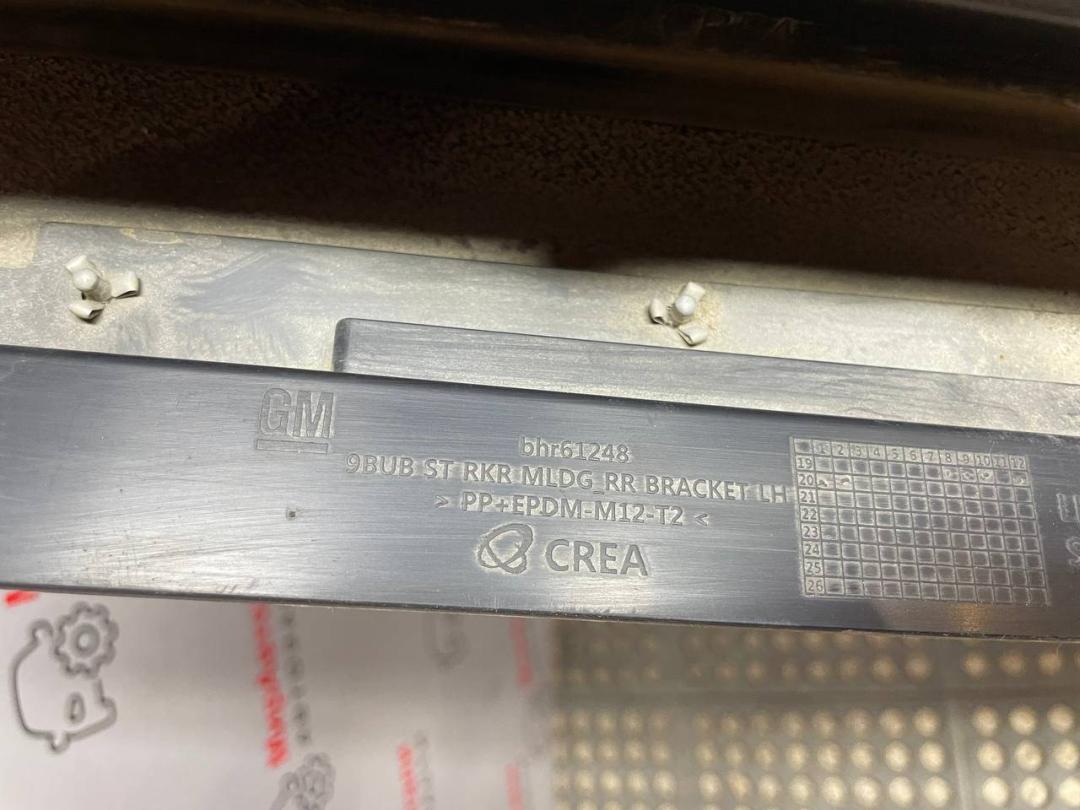 GM
bhr61248
9BUB ST RKR MLDG_RR BRACKET LH
> PP+EPDM-M12-T2 <
CREA
1 2 3 4 5 6 7 8 9 10 11 12
19
20
21
22
23
24
25
26